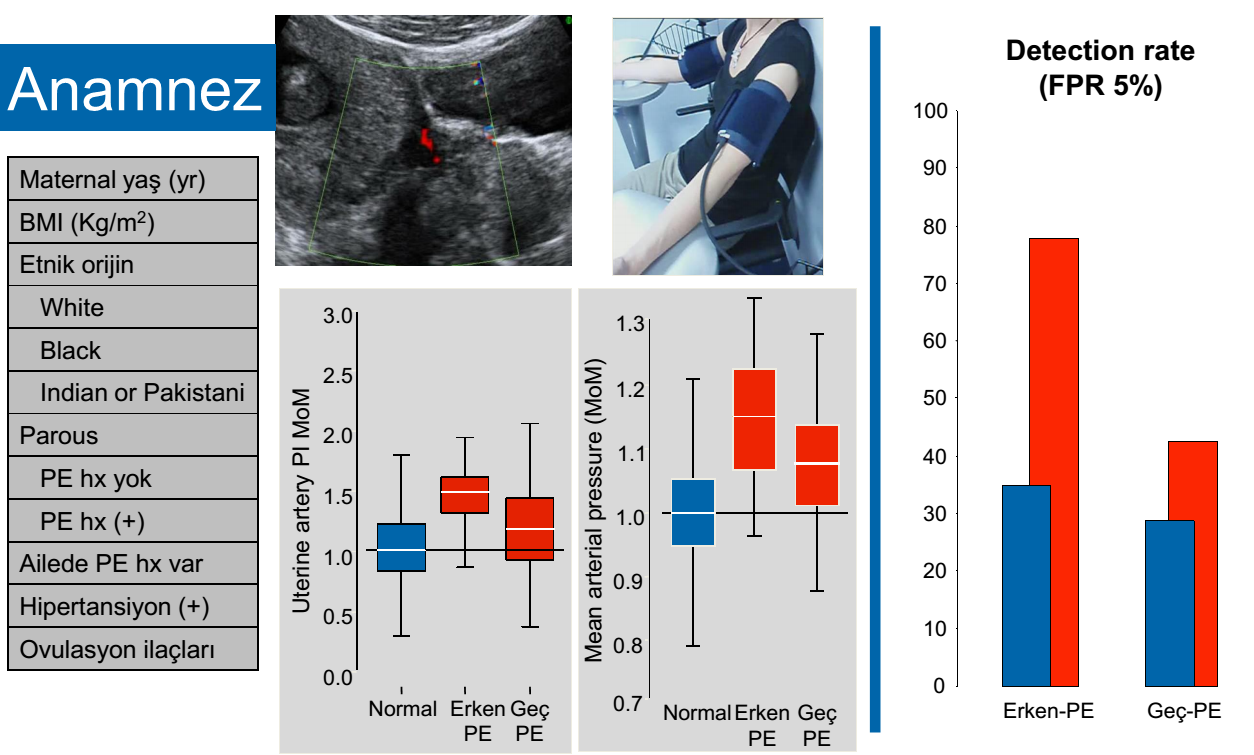 Anamnez
Maternal yaş (yr)
BMI (Kg/m²)
Etnik orijin
White
Black
Indian or Pakistani
Parous
PE hx yok
PE hx (+)
Ailede PE hx var
Hipertansiyon (+)
Ovulasyon ilaçları
Uterine artery PI MoM
3.0
2.5
2.0
1.5
1.0
0.5
0.0
Normal
Erken
PE
Geç
PE
Mean arterial pressure (MoM)
1.3
1.2
1.1
1.0
0.9
0.8
0.7
Normal
Erken
PE
Geç
PE
Detection rate
(FPR 5%)
100
90
80
70
60
50
40
30
20
10
0
Erken-PE
Geç-PE